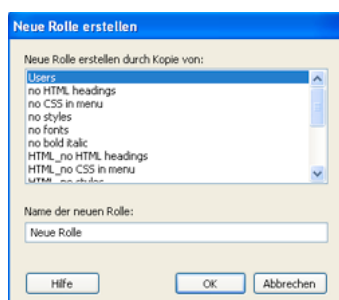 Neue Rolle erstellen
Neue Rolle erstellen durch Kopie von:
Users
no HTML headings
no CSS in menu
no styles
no fonts
no bold italic
HTML_no HTML headings
HTML_no CSS in menu
HTML_no styles
Name der neuen Rolle:
Neue Rolle
Hilfe
OK
Abbrechen